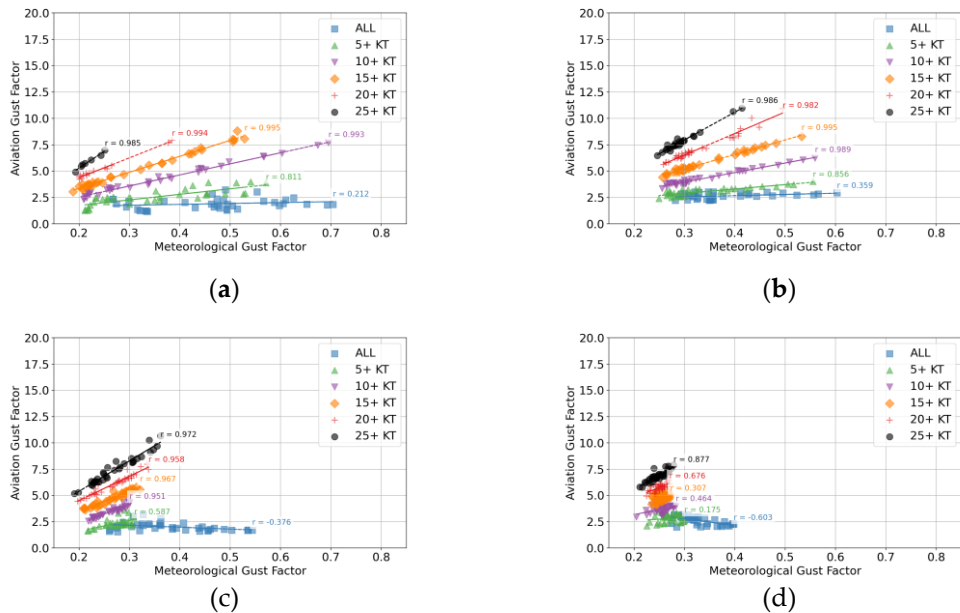 20.0
17.5
15.0
12.5
10.0
7.5
5.0
2.5
0.0
Aviation Gust Factor
ALL
5+ KT
10+ KT
15+ KT
20+ KT
25+ KT
r = 0.985
r = 0.994
r = 0.995
r = 0.993
r = 0.811
r = 0.212
0.2 0.3 0.4 0.5 0.6 0.7 0.8
Meteorological Gust Factor
(a)
20.0
17.5
15.0
12.5
10.0
7.5
5.0
2.5
0.0
Aviation Gust Factor
ALL
5+ KT
10+ KT
15+ KT
20+ KT
25+ KT
r = 0.986
r = 0.982
r = 0.995
r = 0.989
r = 0.856
r = 0.359
0.2 0.3 0.4 0.5 0.6 0.7 0.8
Meteorological Gust Factor
(b)
20.0
17.5
15.0
12.5
10.0
7.5
5.0
2.5
0.0
Aviation Gust Factor
ALL
5+ KT
10+ KT
15+ KT
20+ KT
25+ KT
r = 0.972
r = 0.958
r = 0.967
r = 0.951
r = 0.587
r = -0.376
0.2 0.3 0.4 0.5 0.6 0.7 0.8
Meteorological Gust Factor
(c)
20.0
17.5
15.0
12.5
10.0
7.5
5.0
2.5
0.0
Aviation Gust Factor
ALL
5+ KT
10+ KT
15+ KT
20+ KT
25+ KT
r = 0.877
r = 0.676
r = 0.307
r = 0.464
r = 0.175
r = -0.603
0.2 0.3 0.4 0.5 0.6 0.7 0.8
Meteorological Gust Factor
(d)